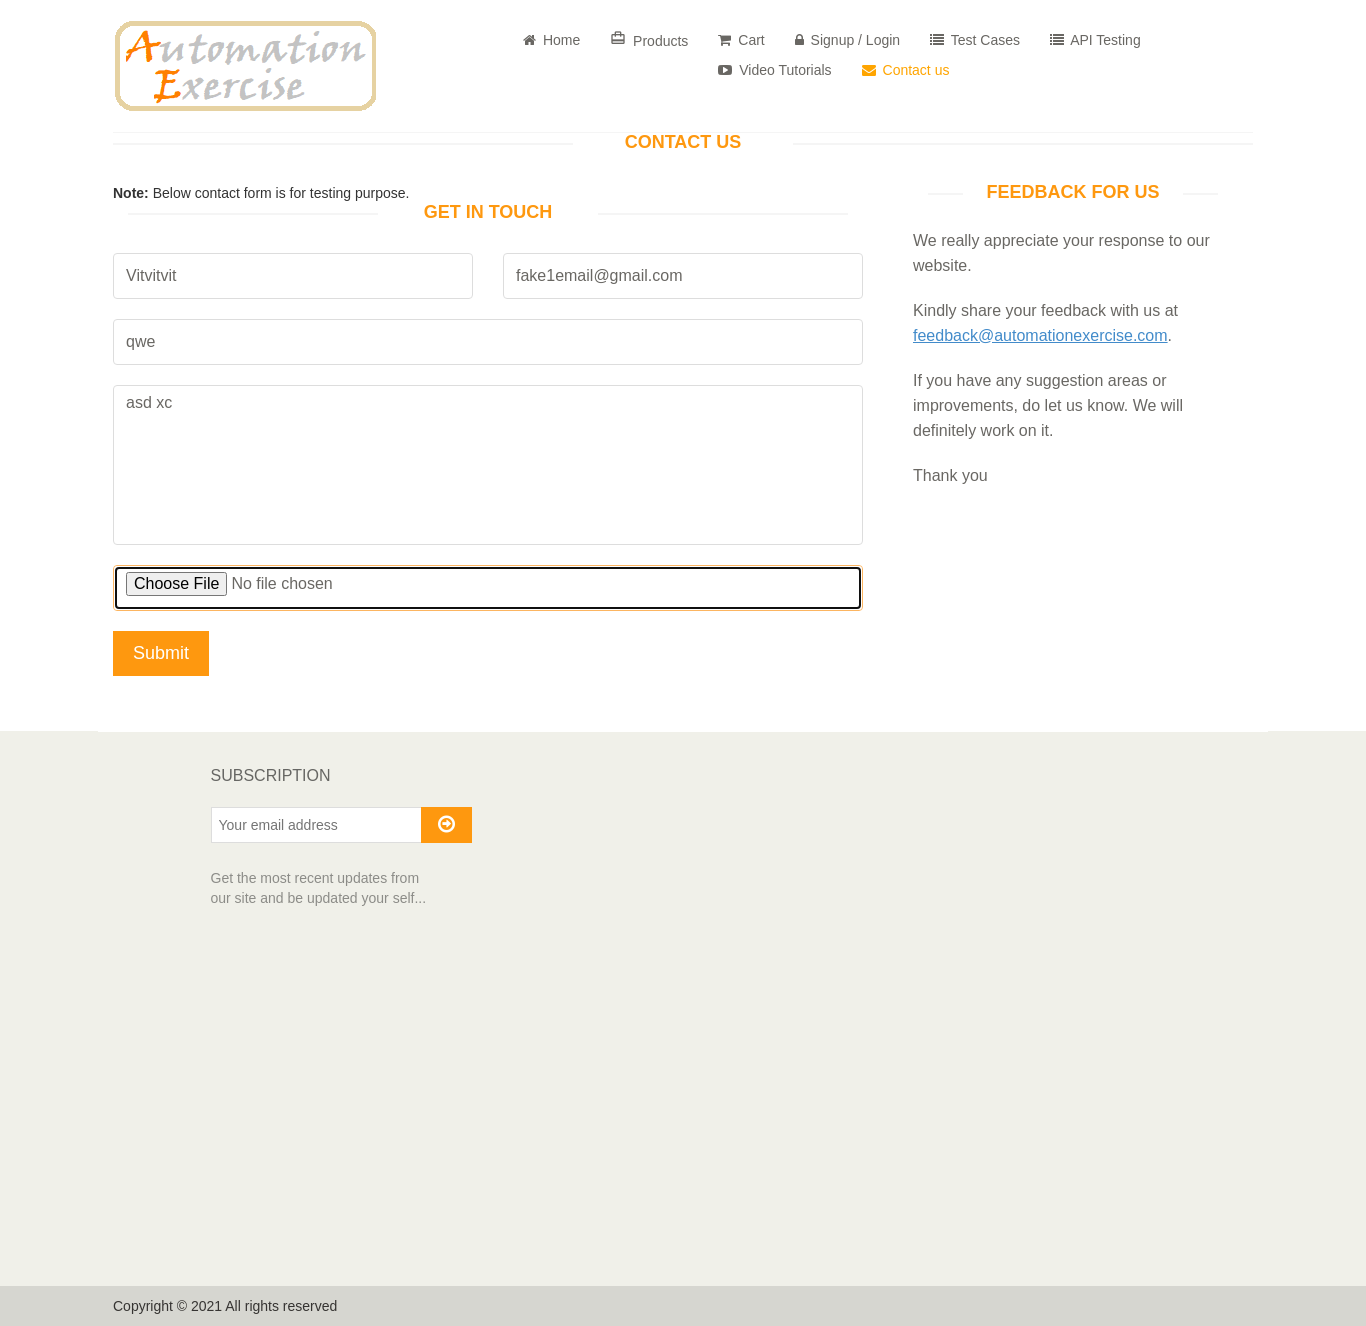 Automation
Exercise
Home
Products
Cart
Signup / Login
Test Cases
API Testing
Video Tutorials
Contact us
CONTACT US
Note: Below contact form is for testing purpose.
GET IN TOUCH
Vitvitvit
fake1email@gmail.com
qwe
asd xc
Choose File No file chosen
Submit
FEEDBACK FOR US
We really appreciate your response to our
website.
Kindly share your feedback with us at
feedback@automationexercise.com.
If you have any suggestion areas or
improvements, do let us know. We will
definitely work on it.
Thank you
SUBSCRIPTION
Your email address
Get the most recent updates from
our site and be updated your self...
Copyright © 2021 All rights reserved